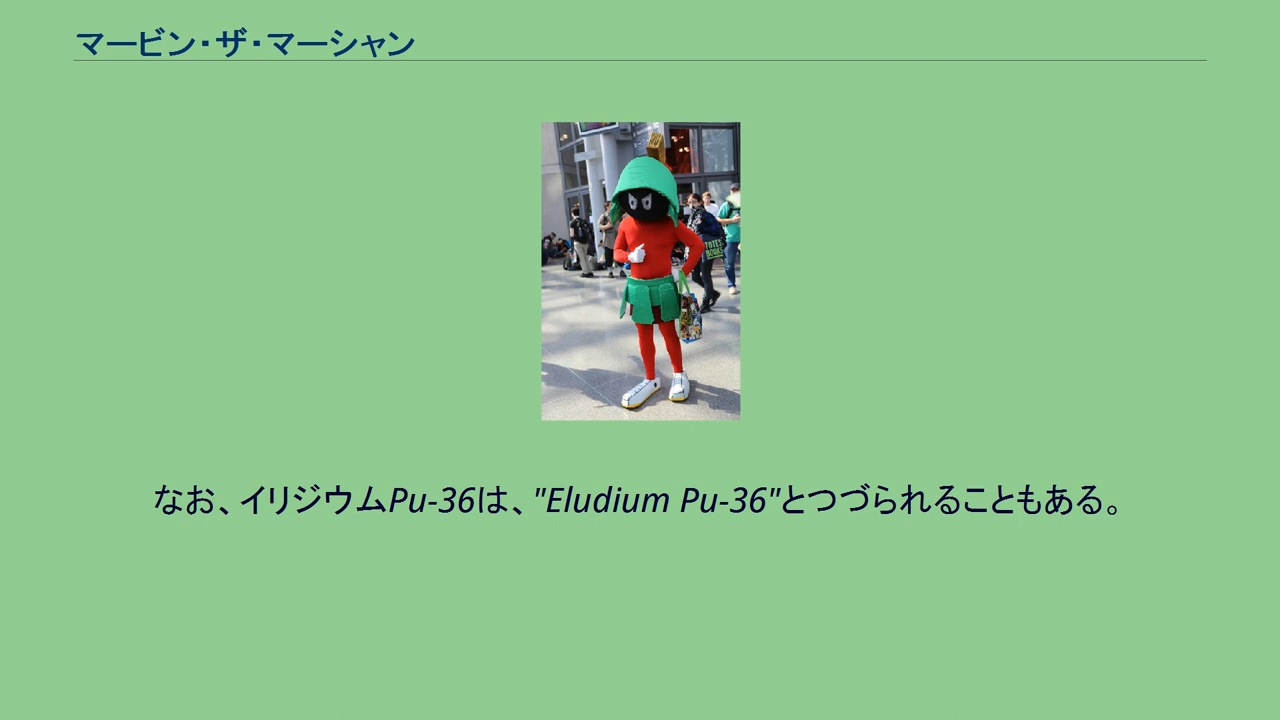 マービン・ザ・マーシャン
なお、イリジウムPu-36は、"Eludium Pu-36"とつづられることもある。